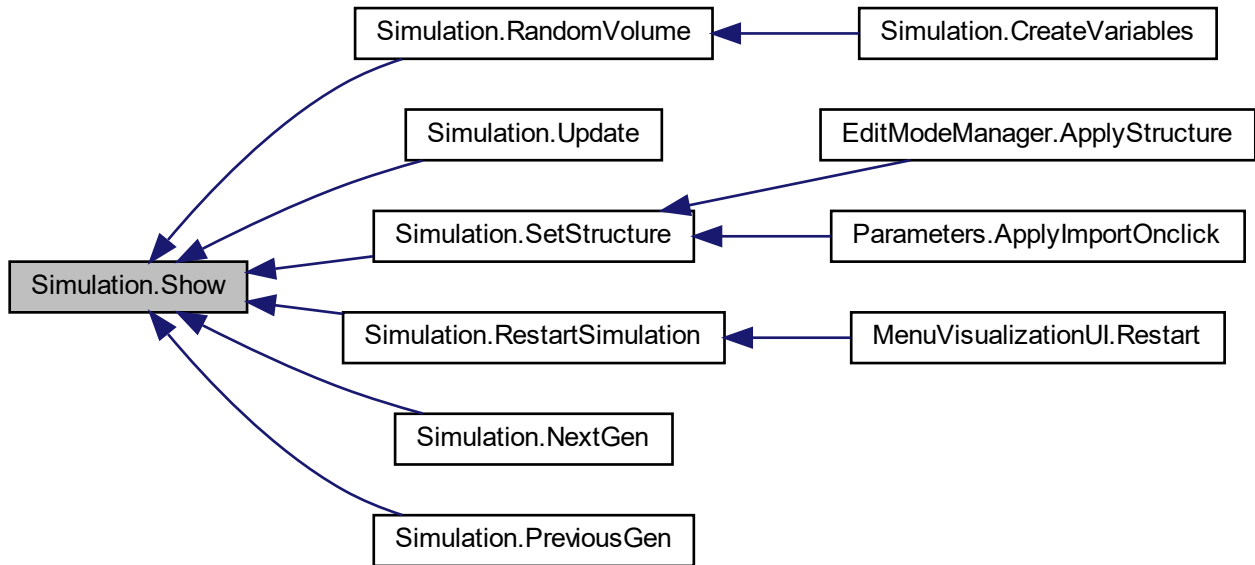 Simulation.RandomVolume
Simulation.CreateVariables
Simulation.Update
EditModeManager.ApplyStructure
Simulation.SetStructure
Parameters.ApplyImportOnclick
Simulation.Show
Simulation.RestartSimulation
MenuVisualizationUI.Restart
Simulation.NextGen
Simulation.PreviousGen